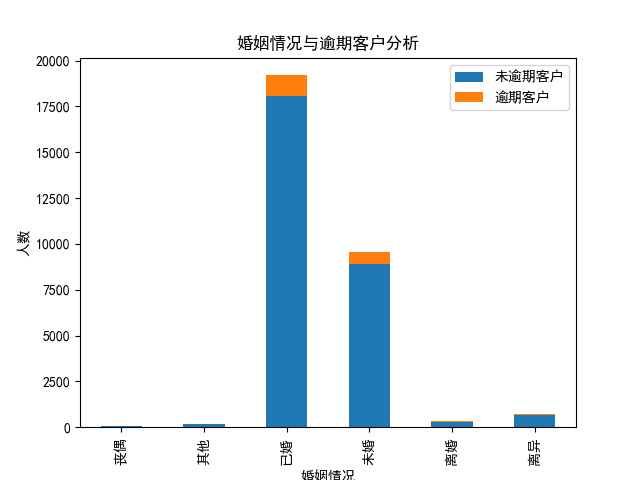 婚姻情况与逾期客户分析
未逾期客户
逾期客户
人数
20000
17500
15000
12500
10000
7500
5000
2500
0
丧偶
其他
已婚
未婚
离婚
离异
婚姻情况